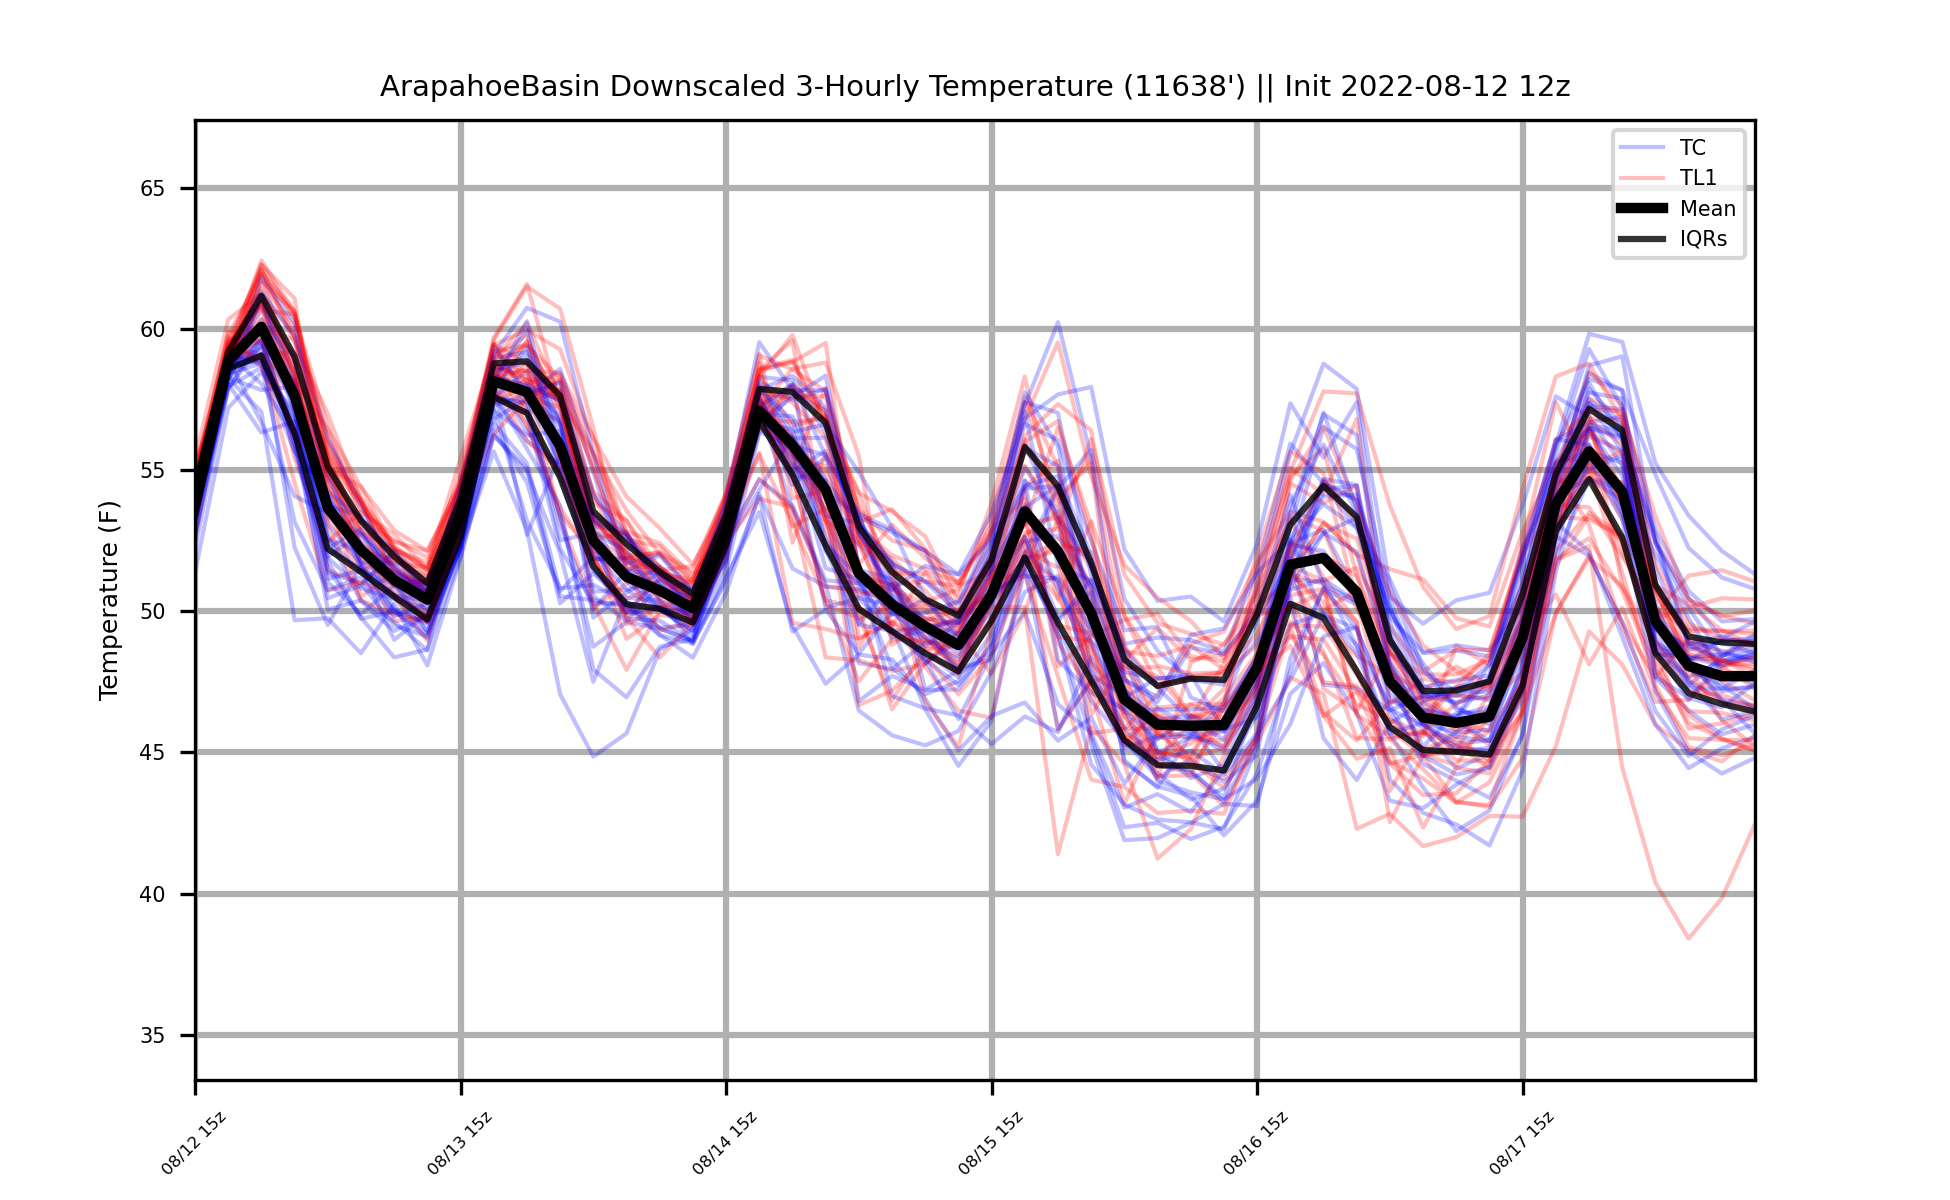 ArapahoeBasin Downscaled 3-Hourly Temperature (11638') || Init 2022-08-12 12z
TC
TL1
Mean
IQRs
Temperature (F)
65
60
55
50
45
40
35
08/12 15z
08/13 15z
08/14 15z
08/15 15z
08/16 15z
08/17 15z